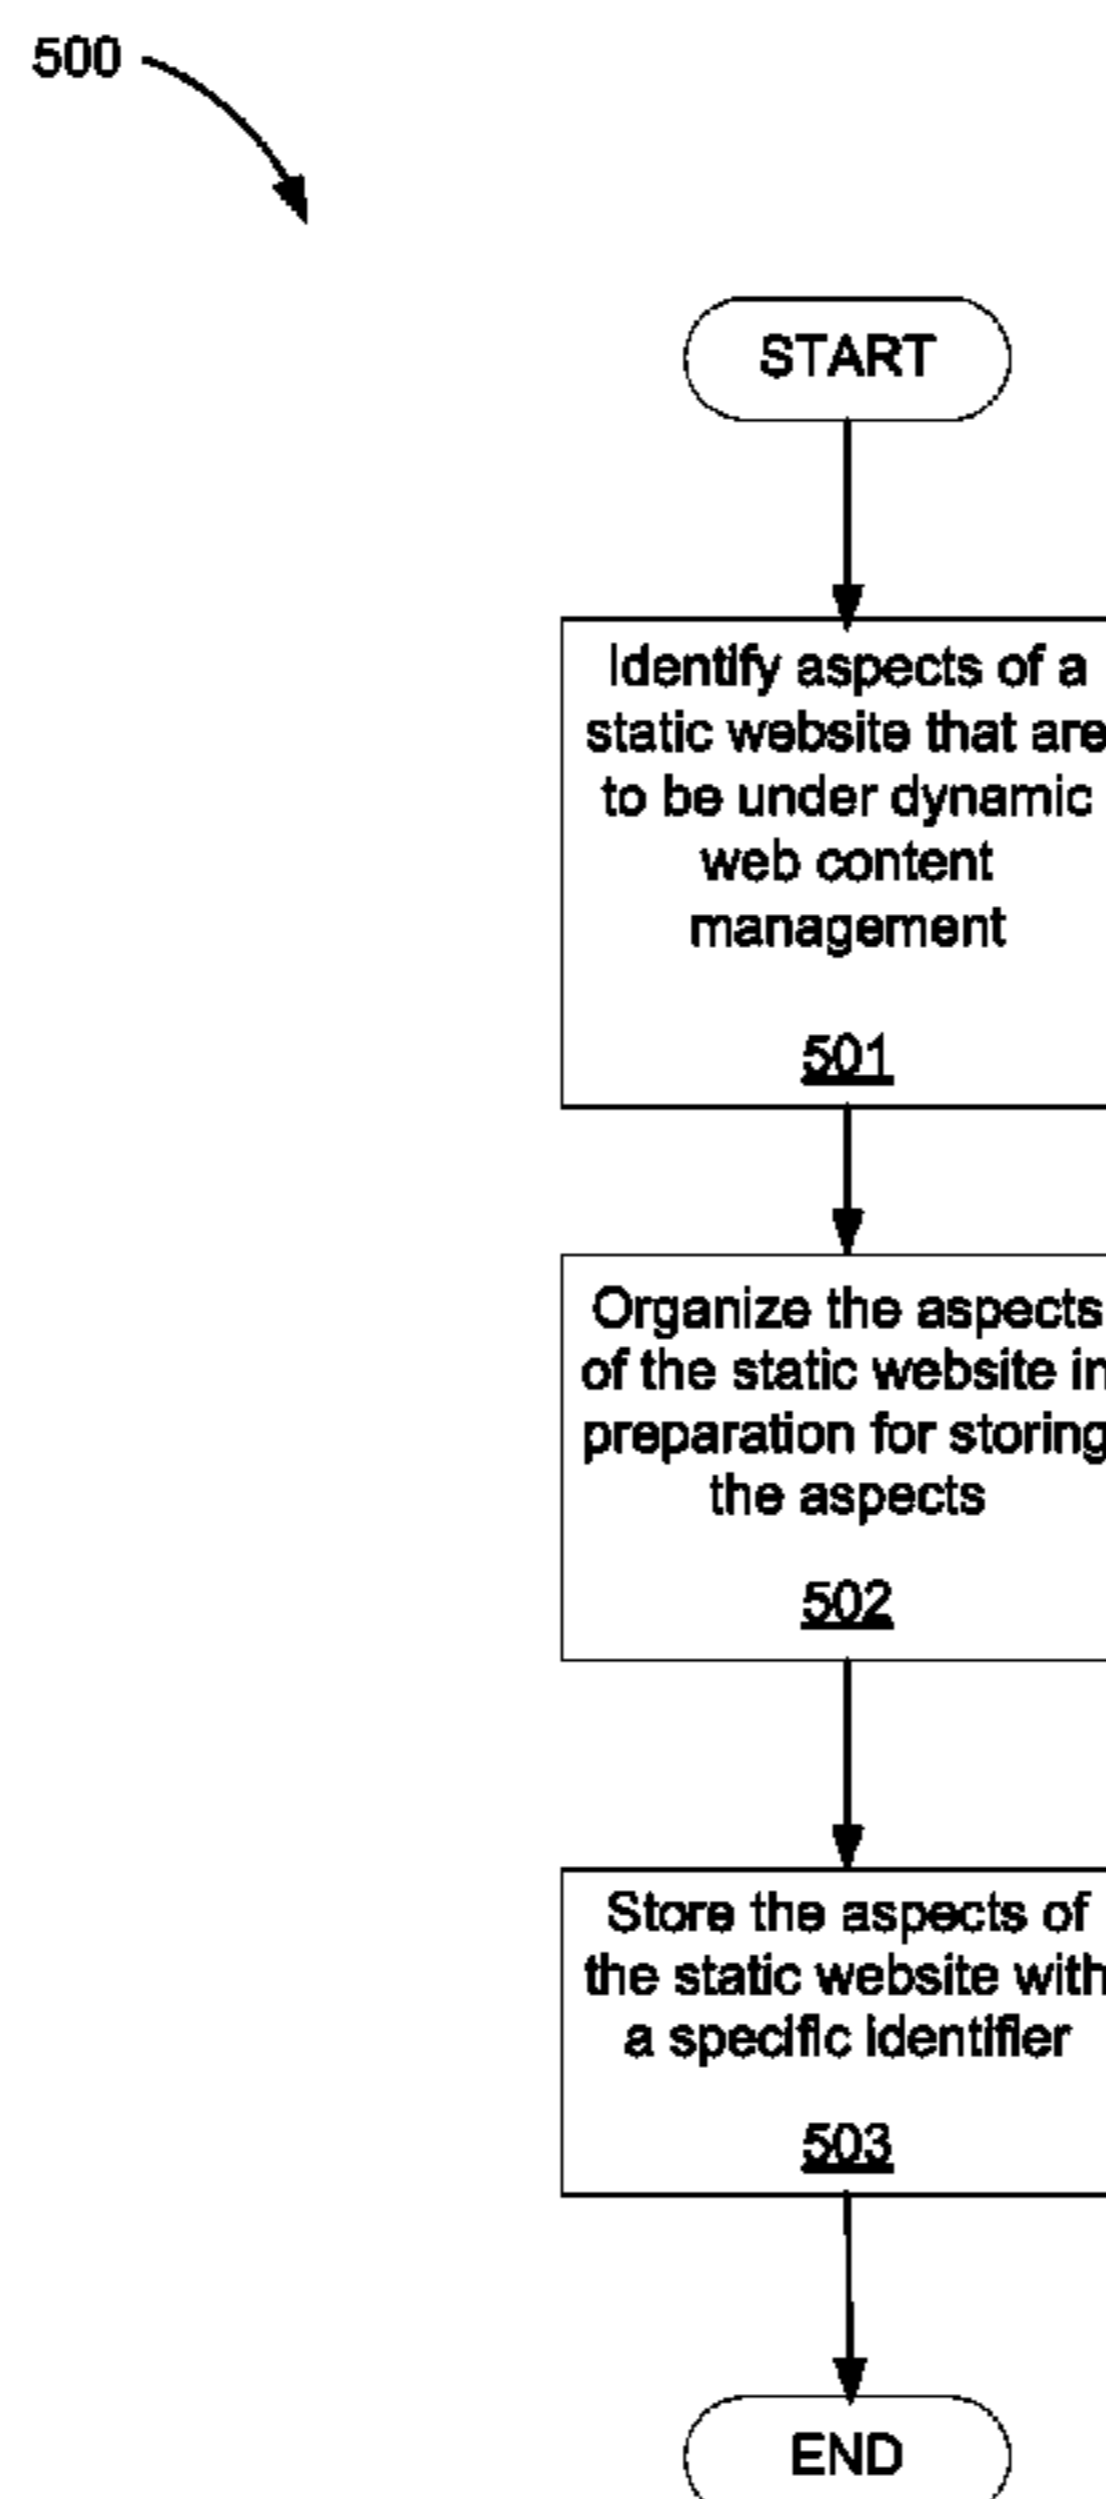 500
START
Identify aspects of a
static website that are
to be under dynamic
web content
management
501
Organize the aspects
of the static website in
preparation for storing
the aspects
502
Store the aspects of
the static website with
a specific identifier
503
END